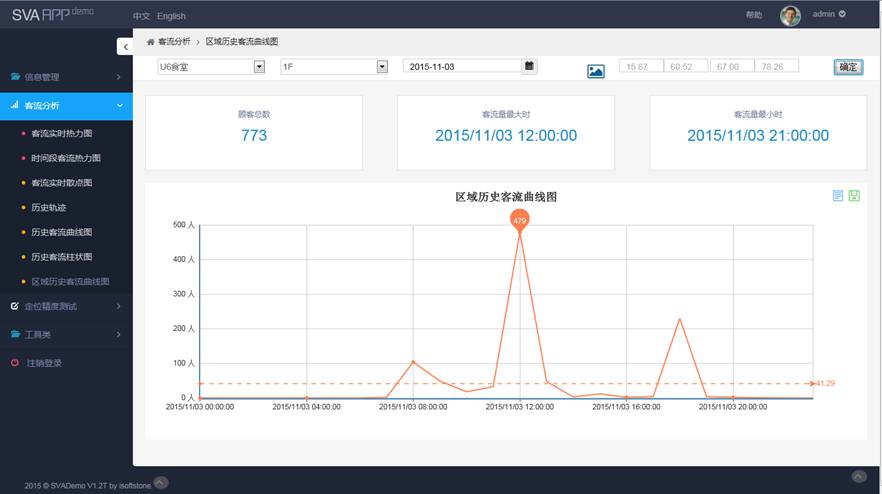 SVA APP demo 中文 English 帮助 admin
客流分析 > 区域历史客流曲线图
U6食堂 1F 2015-11-03 15.87 60.52 67.00 78.26 确定
信息管理
客流分析
客流实时热力图
时间段客流热力图
客流实时散点图
历史轨迹
历史客流曲线图
历史客流柱状图
区域历史客流曲线图
定位精度测试
工具类
注销登录
顾客总数
773
客流量最大时
2015/11/03 12:00:00
客流量最小时
2015/11/03 21:00:00
区域历史客流曲线图
479
500 人
400 人
300 人
200 人
100 人
0 人
41.29
2015/11/03 00:00:00 2015/11/03 04:00:00 2015/11/03 08:00:00 2015/11/03 12:00:00 2015/11/03 16:00:00 2015/11/03 20:00:00
2015 © SVADemo V1.2T by isoftstone.